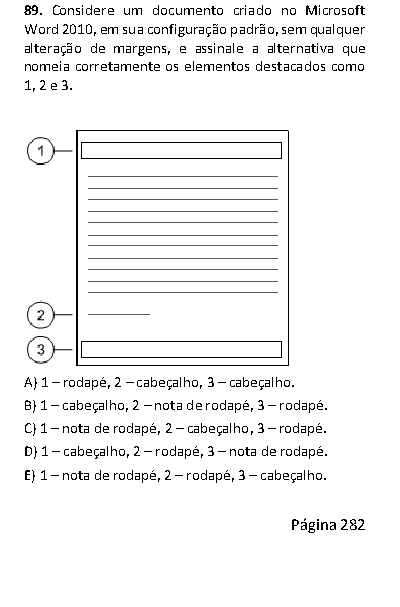 89. Considere um documento criado no Microsoft
Word 2010, em sua configuração padrão, sem qualquer
alteração de margens, e assinale a alternativa que
nomeia corretamente os elementos destacados como
1, 2 e 3.
1
2
3
A) 1 – rodapé, 2 – cabeçalho, 3 – cabeçalho.
B) 1 – cabeçalho, 2 – nota de rodapé, 3 – rodapé.
C) 1 – nota de rodapé, 2 – cabeçalho, 3 – rodapé.
D) 1 – cabeçalho, 2 – rodapé, 3 – nota de rodapé.
E) 1 – nota de rodapé, 2 – rodapé, 3 – cabeçalho.
Página 282